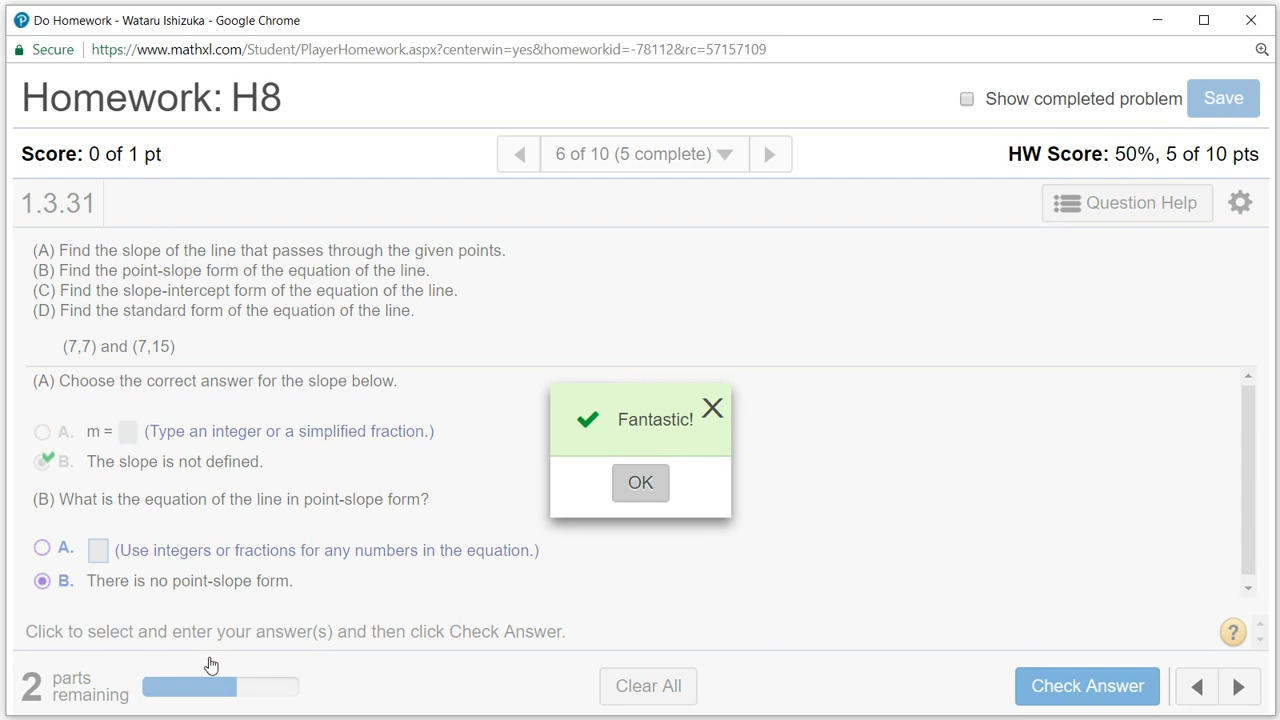 Do Homework - Wataru Ishizuka - Google Chrome
Secure https://www.mathxl.com/Student/PlayerHomework.aspx?centerwin=yes&homeworkid=-78112&rc=57157109
Homework: H8
Show completed problem Save
Score: 0 of 1 pt
6 of 10 (5 complete)
HW Score: 50%, 5 of 10 pts
1.3.31
Question Help
(A) Find the slope of the line that passes through the given points.
(B) Find the point-slope form of the equation of the line.
(C) Find the slope-intercept form of the equation of the line.
(D) Find the standard form of the equation of the line.
(7,7) and (7,15)
(A) Choose the correct answer for the slope below.
A. m = (Type an integer or a simplified fraction.)
B. The slope is not defined.
Fantastic!
OK
(B) What is the equation of the line in point-slope form?
A. (Use integers or fractions for any numbers in the equation.)
B. There is no point-slope form.
Click to select and enter your answer(s) and then click Check Answer.
?
2 parts remaining
Clear All
Check Answer